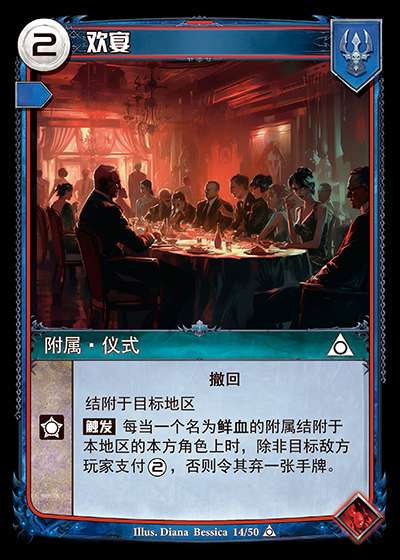 2 欢宴
附属·仪式
撤回
结附于目标地区
触发 每当一个名为鲜血的附属结附于
本地区的本方角色上时，除非目标敌方
玩家支付2，否则令其弃一张手牌。
Illus. Diana Bessica 14/50